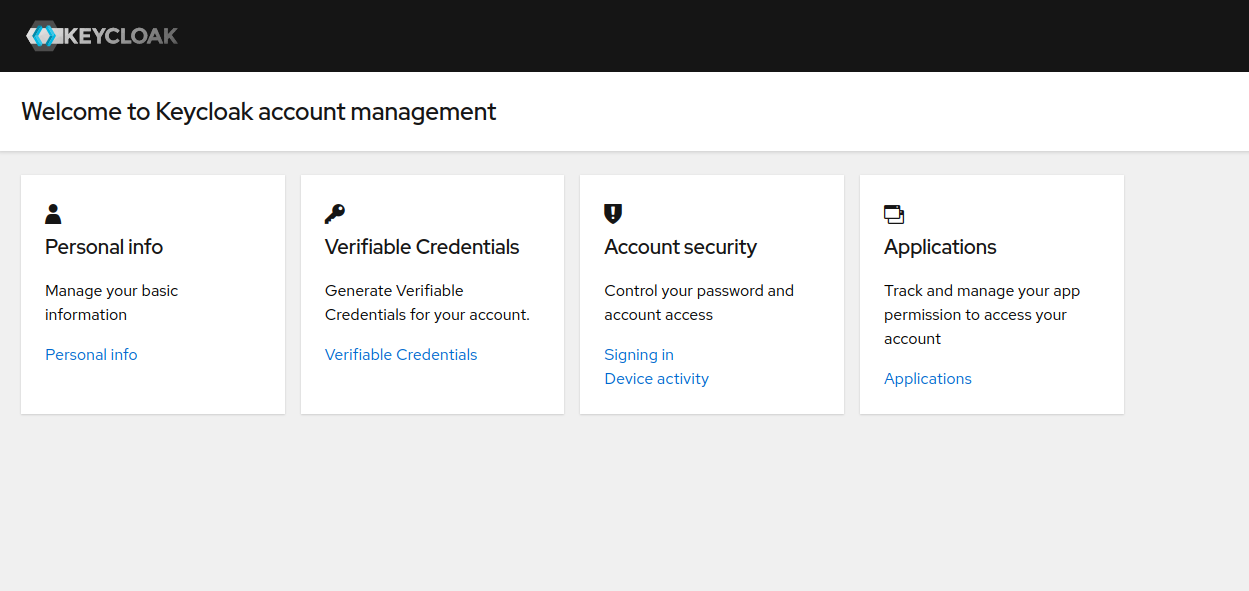 KEYCLOAK
Welcome to Keycloak account management
Personal info
Manage your basic
information
Personal info
Verifiable Credentials
Generate Verifiable
Credentials for your account.
Verifiable Credentials
Account security
Control your password and
account access
Signing in
Device activity
Applications
Track and manage your app
permission to access your
account
Applications